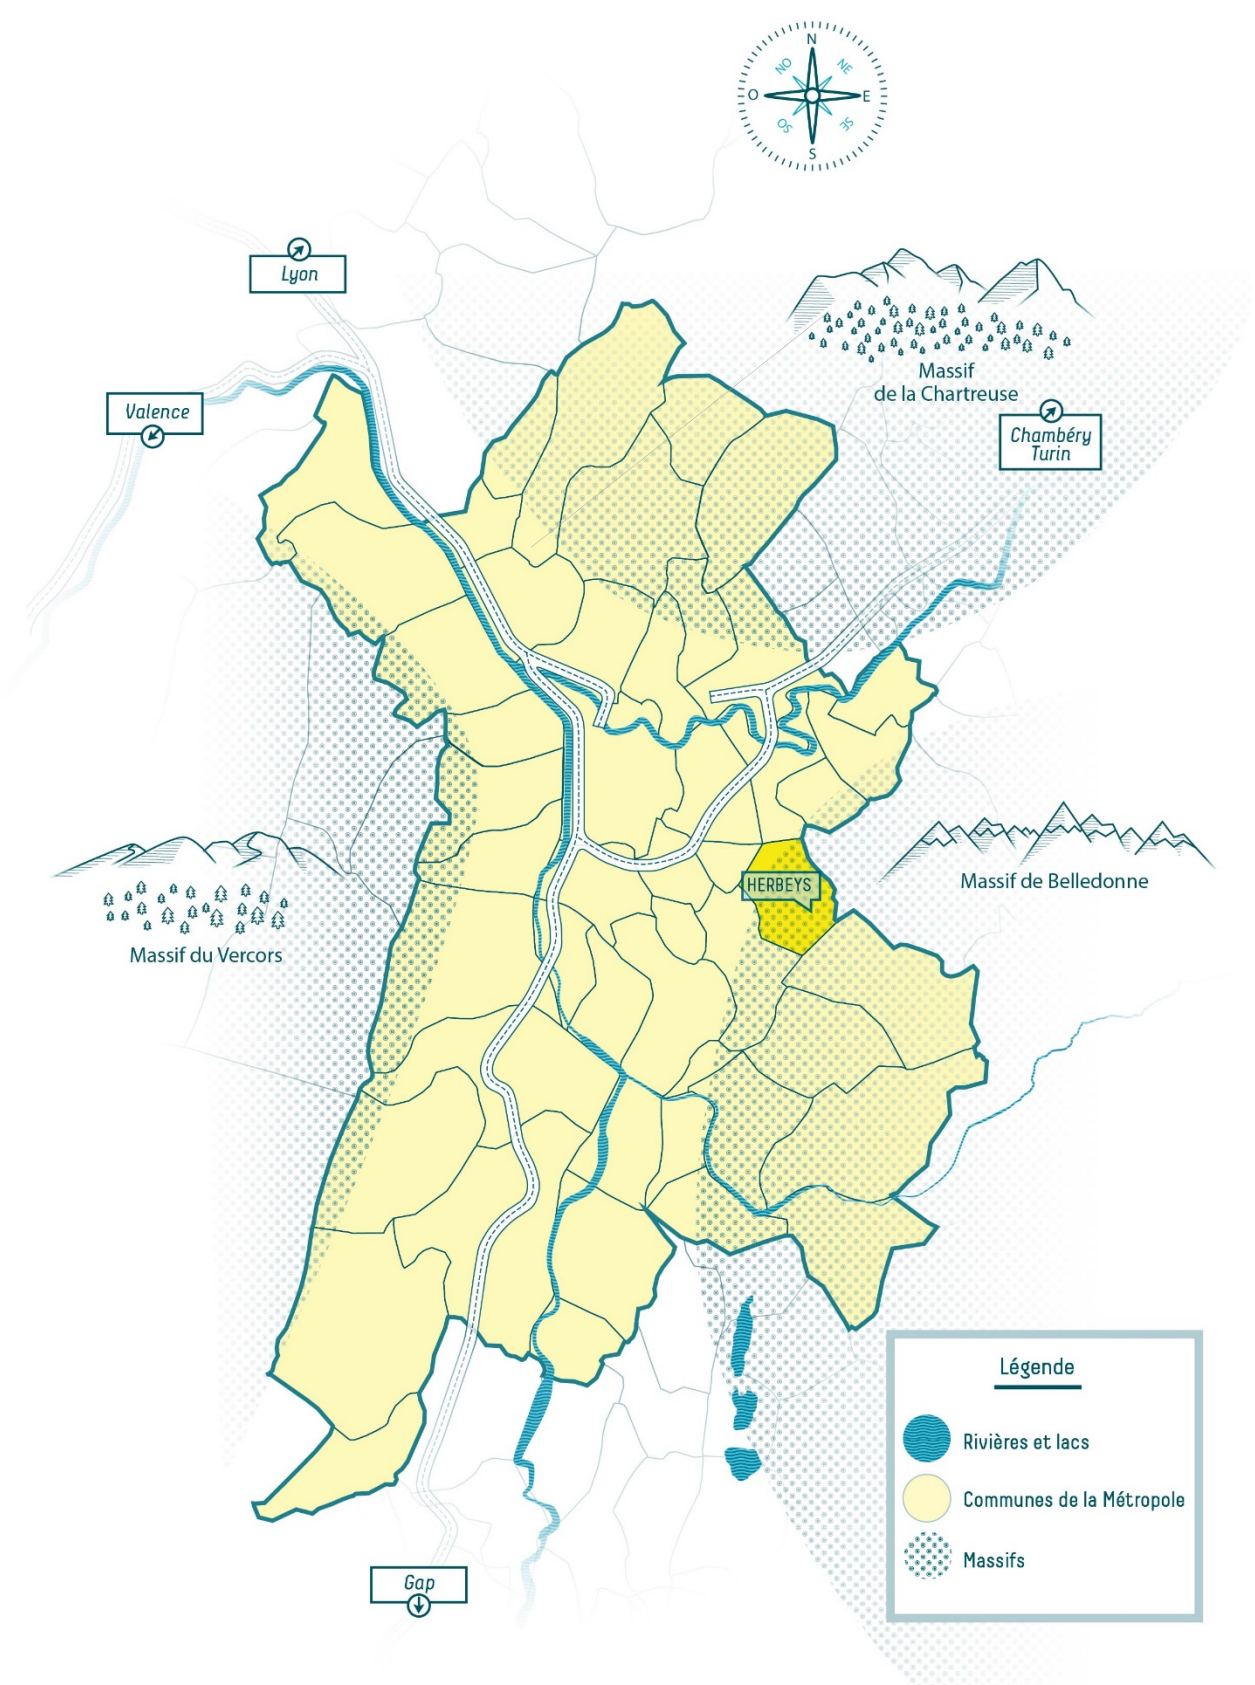 N
NO
NE
O
E
SO
SE
S
Lyon
Massif
de la Chartreuse
Valence
Chambéry
Turin
HERBEYS
Massif de Belledonne
Massif du Vercors
Légende
Rivières et lacs
Communes de la Métropole
Massifs
Gap